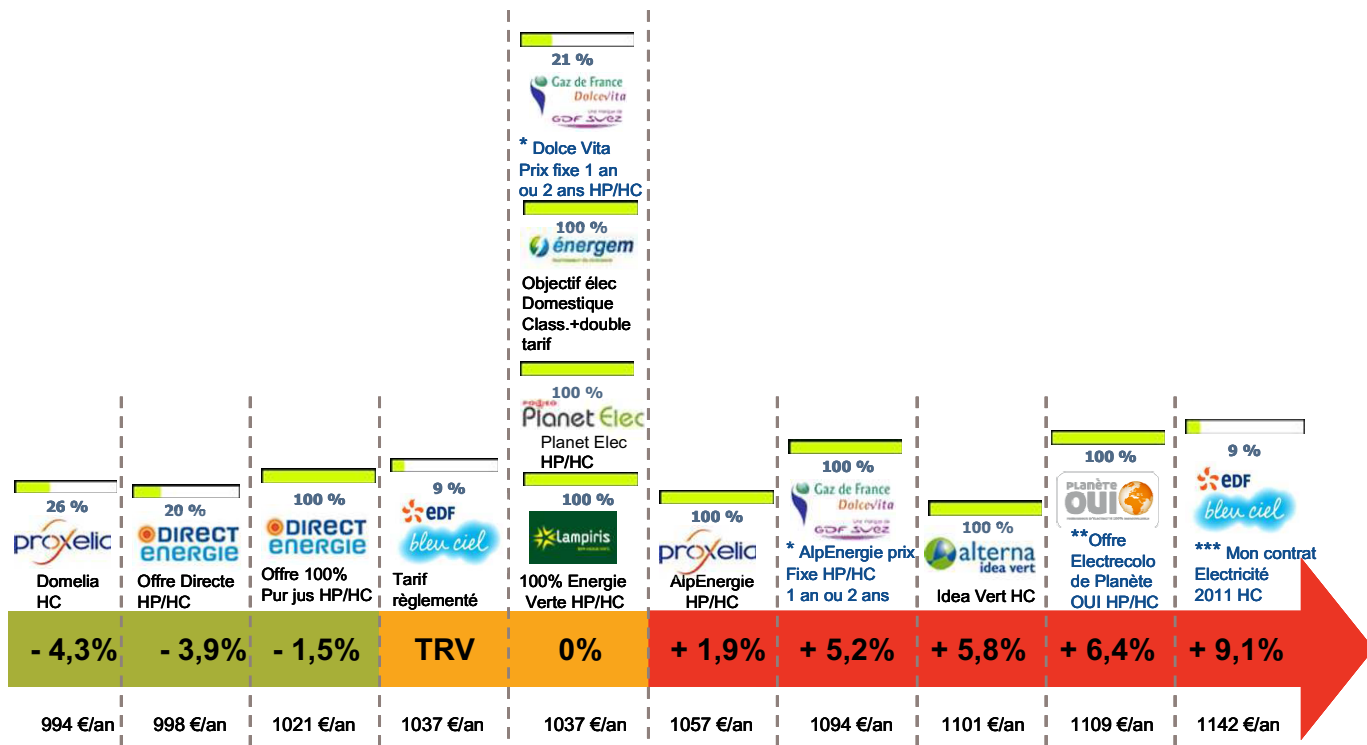 26 %
proxelic
Domelia
HC
- 4,3%
994 €/an
20 %
DIRECT
ENERGIE
Offre Directe
HP/HC
- 3,9%
998 €/an
100 %
DIRECT
ENERGIE
Offre 100%
Pur jus HP/HC
- 1,5%
1021 €/an
9 %
EDF
bleu ciel
Tarif
règlementé
TRV
1037 €/an
21 %
Gaz de France
Dolcevita
Une marque de
GDF SUEZ
* Dolce Vita
Prix fixe 1 an
ou 2 ans HP/HC
100 %
énergem
Objectif élec
Domestique
Class.+double
tarif
100 %
Planet Elec
Planet Elec
HP/HC
100 %
Lampiris
100% Energie
Verte HP/HC
0%
1037 €/an
100 %
proxelic
AlpEnergie
HP/HC
+ 1,9%
1057 €/an
100 %
Gaz de France
Dolcevita
GDF SUEZ
* AlpEnergie prix
Fixe HP/HC
1 an ou 2 ans
+ 5,2%
1094 €/an
100 %
alterna
idea vert
Idea Vert HC
+ 5,8%
1101 €/an
100 %
PLANÈTE
OUI
**Offre
Electrecolo
de Planète
OUI HP/HC
+ 6,4%
1109 €/an
9 %
EDF
bleu ciel
*** Mon contrat
Electricité
2011 HC
+ 9,1%
1142 €/an